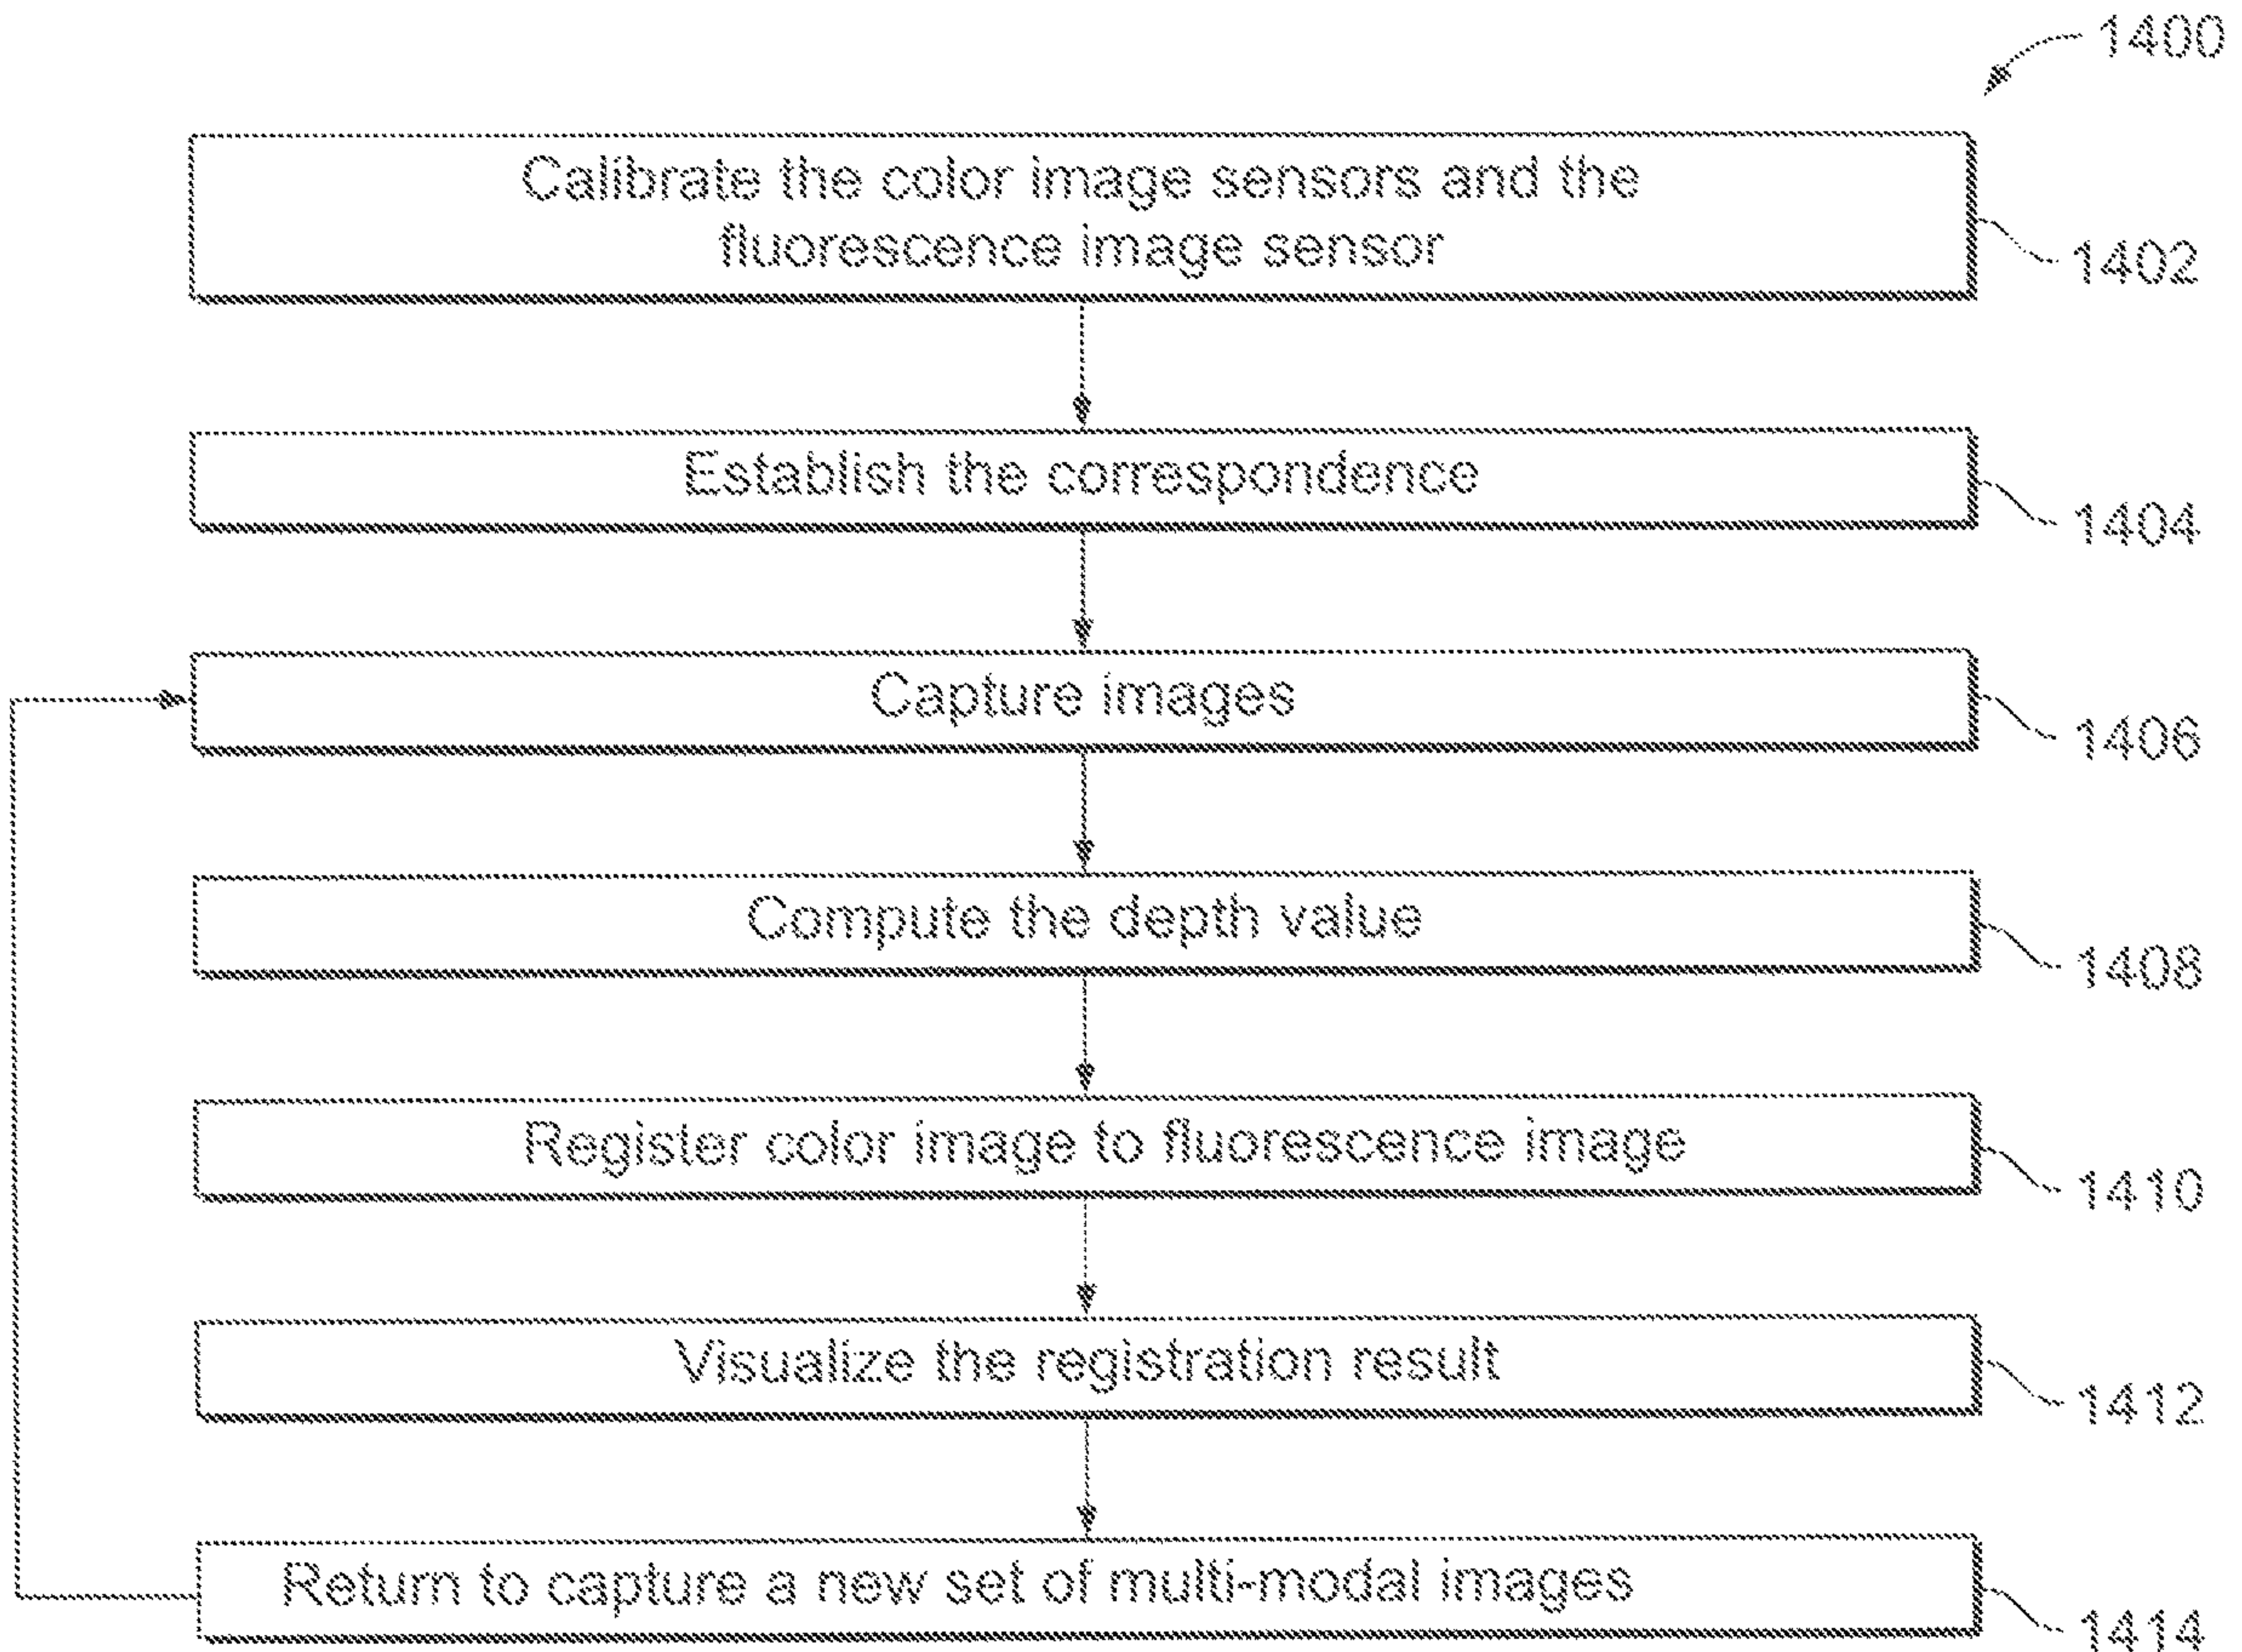 1400
Calibrate the color image sensors and the
fluorescence image sensor
1402
Establish the correspondence
1404
Capture images
1406
Compute the depth value
1408
Register color image to fluorescence image
1410
Visualize the registration result
1412
Return to capture a new set of multi-modal images
1414